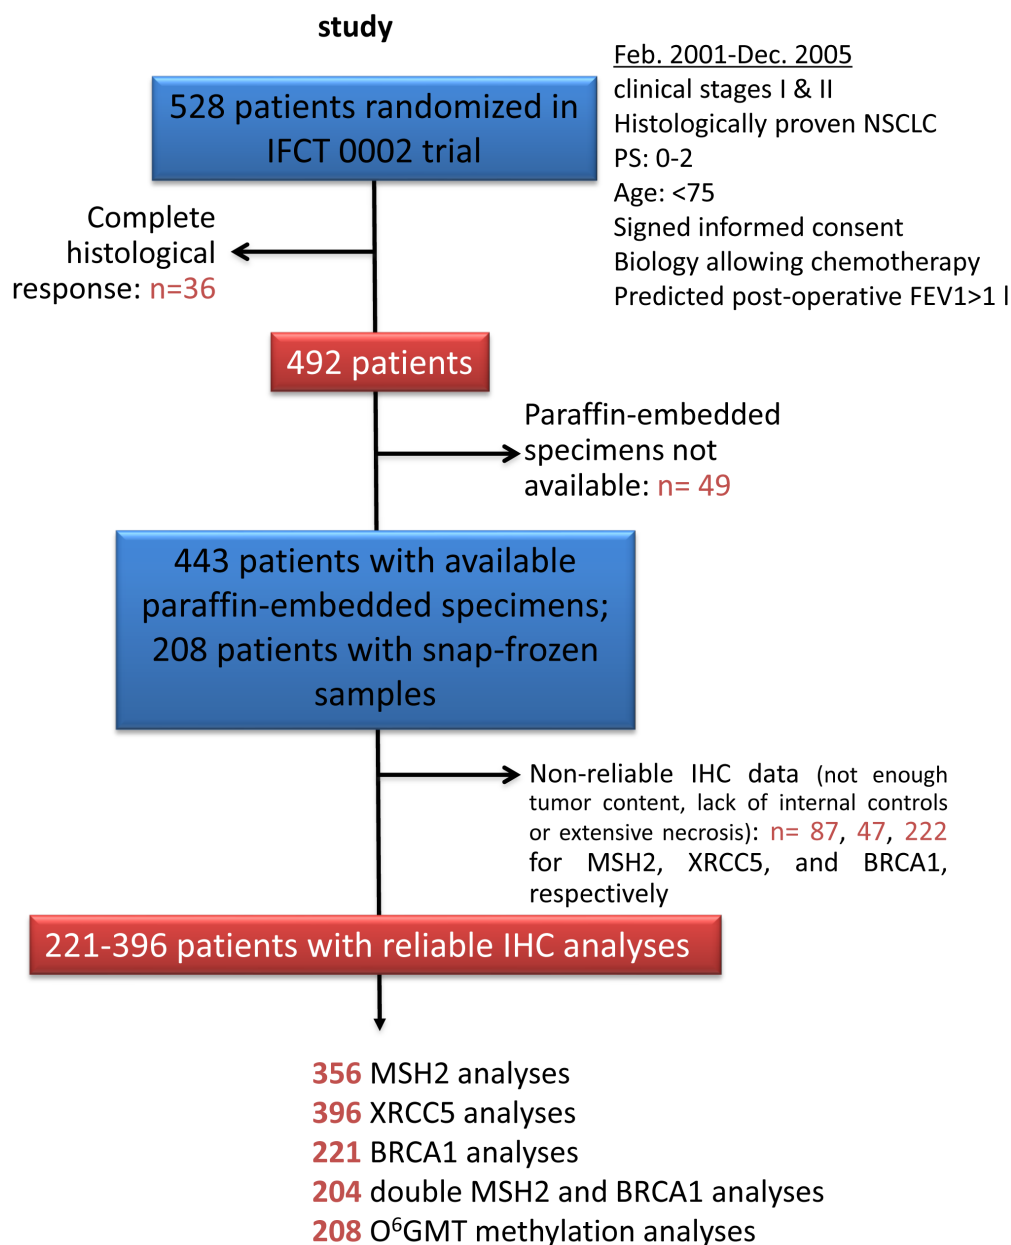 study
528 patients randomized in
IFCT 0002 trial
Feb. 2001-Dec. 2005
clinical stages I & II
Histologically proven NSCLC
PS: 0-2
Age: <75
Signed informed consent
Biology allowing chemotherapy
Predicted post-operative FEV1>1 l
Complete
histological
response: n=36
492 patients
Paraffin-embedded
specimens not
available: n= 49
443 patients with available
paraffin-embedded specimens;
208 patients with snap-frozen
samples
Non-reliable IHC data (not enough
tumor content, lack of internal controls
or extensive necrosis): n= 87, 47, 222
for MSH2, XRCC5, and BRCA1,
respectively
221-396 patients with reliable IHC analyses
356 MSH2 analyses
396 XRCC5 analyses
221 BRCA1 analyses
204 double MSH2 and BRCA1 analyses
208 O⁶GMT methylation analyses